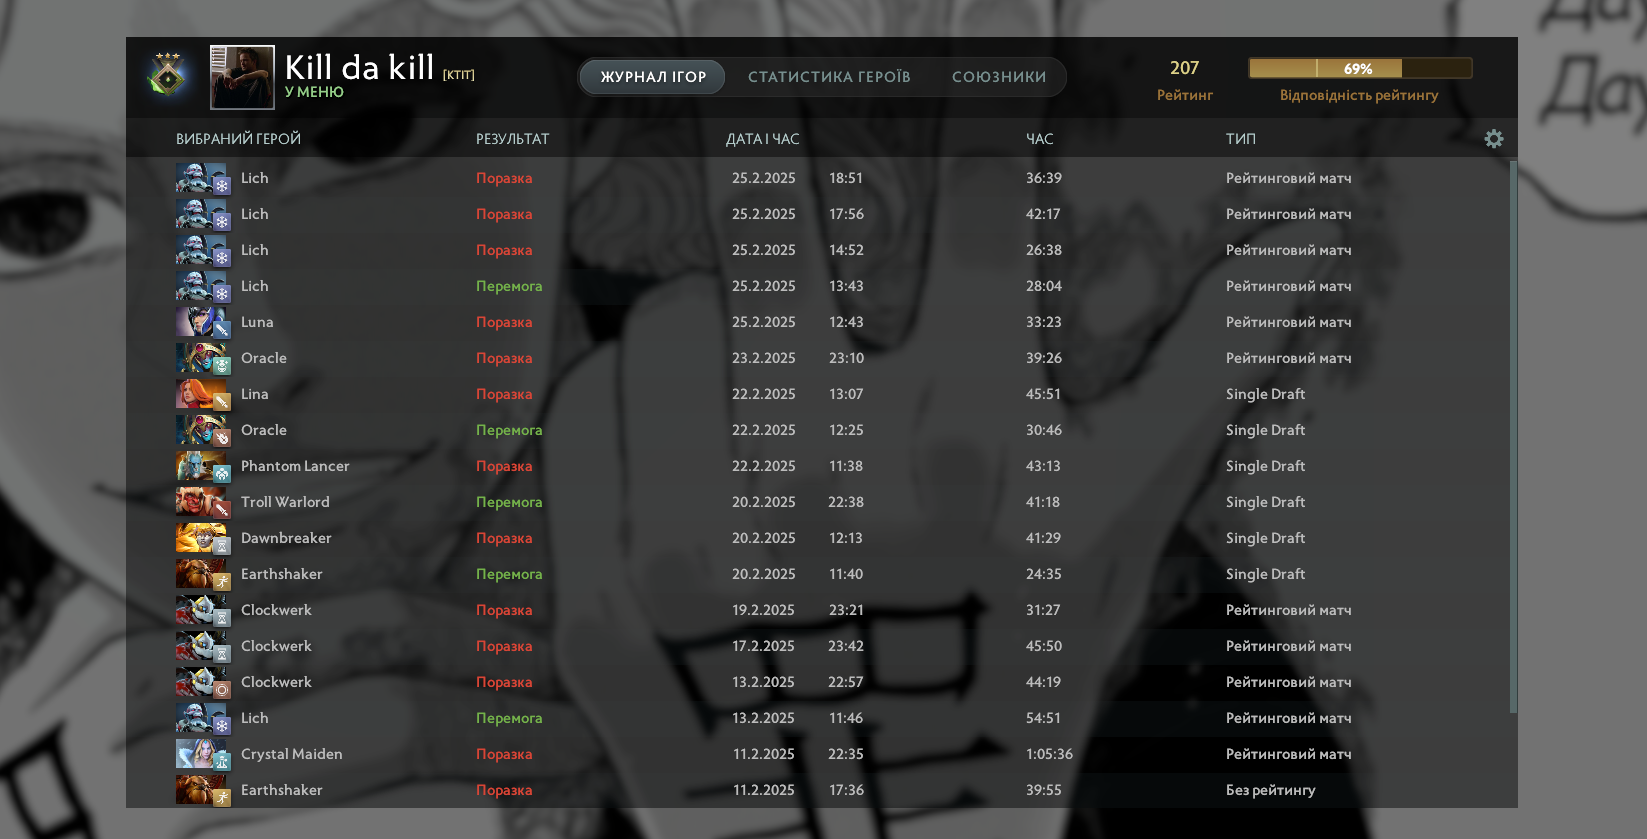 Kill da kill [KTIT]
У МЕНЮ
ЖУРНАЛ ІГОР СТАТИСТИКА ГЕРОЇВ СОЮЗНИКИ
207 69%
Рейтинг Відповідність рейтингу
ВИБРАНИЙ ГЕРОЙ РЕЗУЛЬТАТ ДАТА І ЧАС ЧАС ТИП
Lich Поразка 25.2.2025 18:51 36:39 Рейтинговий матч
Lich Поразка 25.2.2025 17:56 42:17 Рейтинговий матч
Lich Поразка 25.2.2025 14:52 26:38 Рейтинговий матч
Lich Перемога 25.2.2025 13:43 28:04 Рейтинговий матч
Luna Поразка 25.2.2025 12:43 33:23 Рейтинговий матч
Oracle Поразка 23.2.2025 23:10 39:26 Рейтинговий матч
Lina Поразка 22.2.2025 13:07 45:51 Single Draft
Oracle Перемога 22.2.2025 12:25 30:46 Single Draft
Phantom Lancer Поразка 22.2.2025 11:38 43:13 Single Draft
Troll Warlord Перемога 20.2.2025 22:38 41:18 Single Draft
Dawnbreaker Поразка 20.2.2025 12:13 41:29 Single Draft
Earthshaker Перемога 20.2.2025 11:40 24:35 Single Draft
Clockwerk Поразка 19.2.2025 23:21 31:27 Рейтинговий матч
Clockwerk Поразка 17.2.2025 23:42 45:50 Рейтинговий матч
Clockwerk Поразка 13.2.2025 22:57 44:19 Рейтинговий матч
Lich Перемога 13.2.2025 11:46 54:51 Рейтинговий матч
Crystal Maiden Поразка 11.2.2025 22:35 1:05:36 Рейтинговий матч
Earthshaker Поразка 11.2.2025 17:36 39:55 Без рейтингу